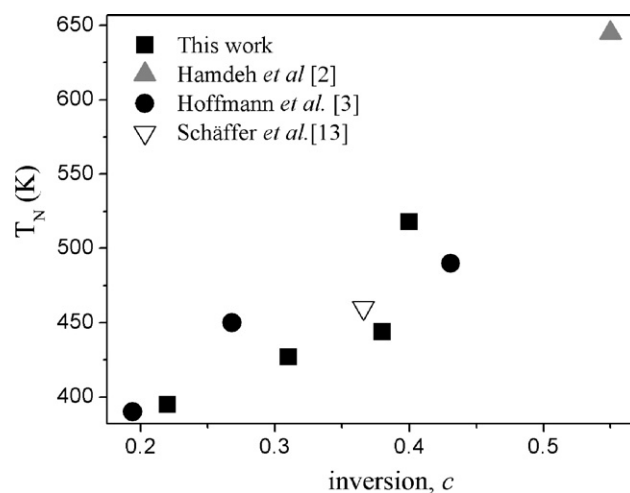 650
600
550
500
450
400
T_N (K)
This work
Hamdeh et al [2]
Hoffmann et al. [3]
Schäffer et al.[13]
0.2 0.3 0.4 0.5
inversion, c